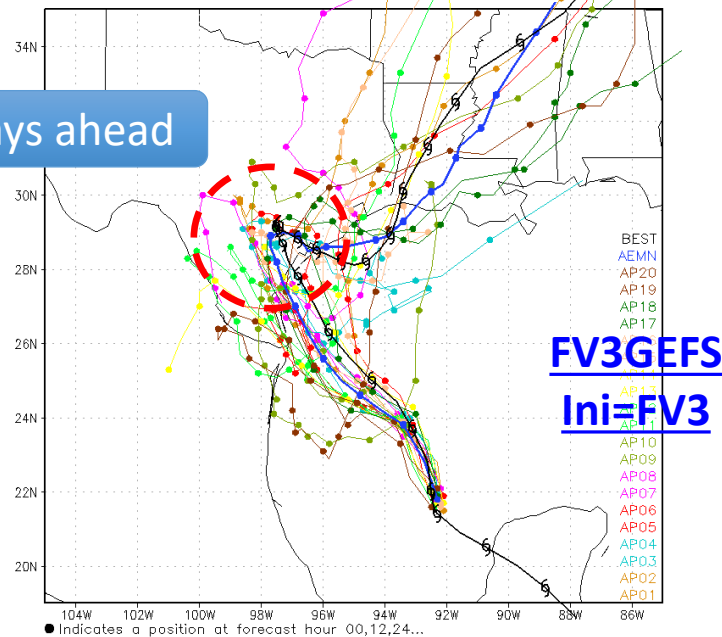 34N
ys ahead
30N
28N
26N
24N
22N
20N
104W 102W 100W 98W 96W 94W 92W 90W 88W 86W
BEST
AEMN
AP20
AP19
AP18
AP17
FV3GEFS
Ini=FV3
AP10
AP09
AP08
AP07
AP06
AP05
AP04
AP03
AP02
AP01
Indicates a position at forecast hour 00,12,24...